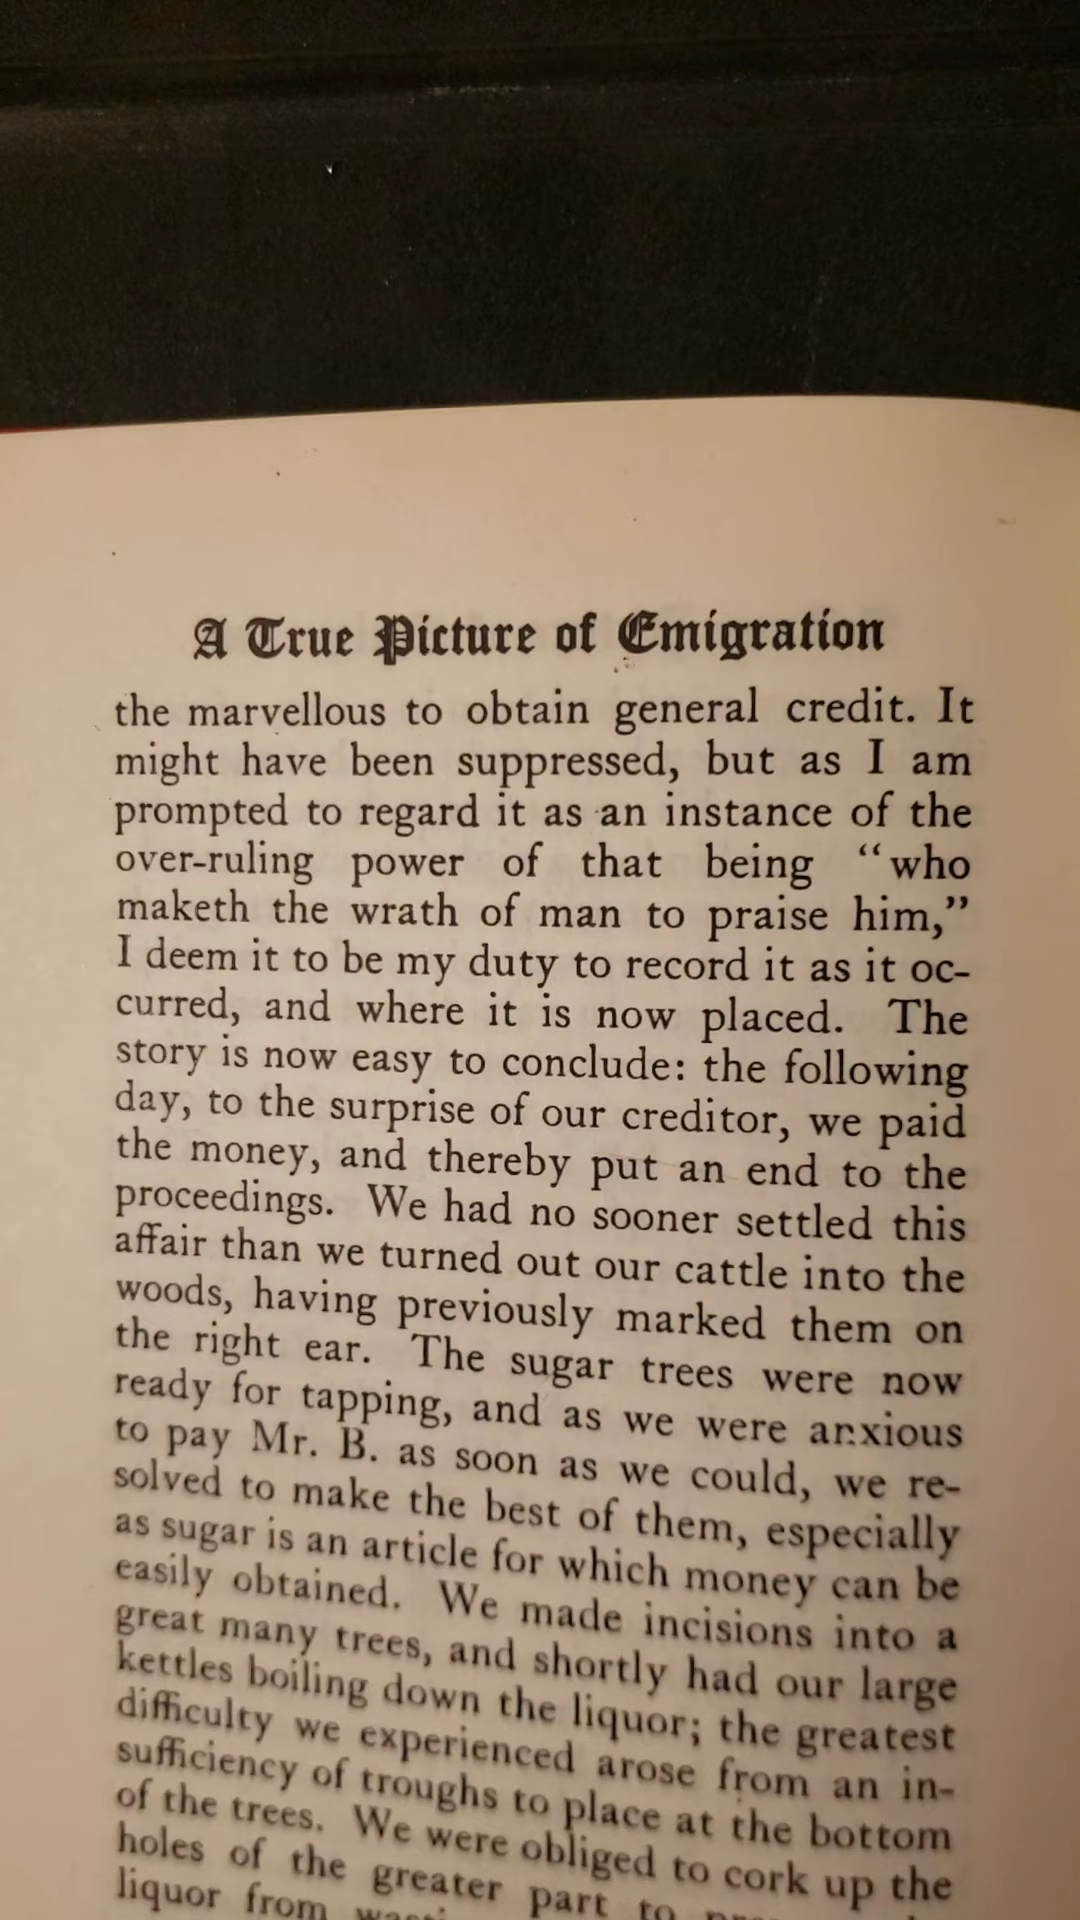 A True Picture of Emigration
the marvellous to obtain general credit. It
might have been suppressed, but as I am
prompted to regard it as an instance of the
over-ruling power of that being “who
maketh the wrath of man to praise him,”
I deem it to be my duty to record it as it oc-
curred, and where it is now placed. The
story is now easy to conclude: the following
day, to the surprise of our creditor, we paid
the money, and thereby put an end to the
proceedings. We had no sooner settled this
affair than we turned out our cattle into the
woods, having previously marked them on
the right ear. The sugar trees were now
ready for tapping, and as we were anxious
to pay Mr. B. as soon as we could, we re-
solved to make the best of them, especially
as sugar is an article for which money can be
easily obtained. We made incisions into a
great many trees, and shortly had our large
kettles boiling down the liquor; the greatest
difficulty we experienced arose from an in-
sufficiency of troughs to place at the bottom
of the trees. We were obliged to cork up the
holes of the greater part to
liquor from